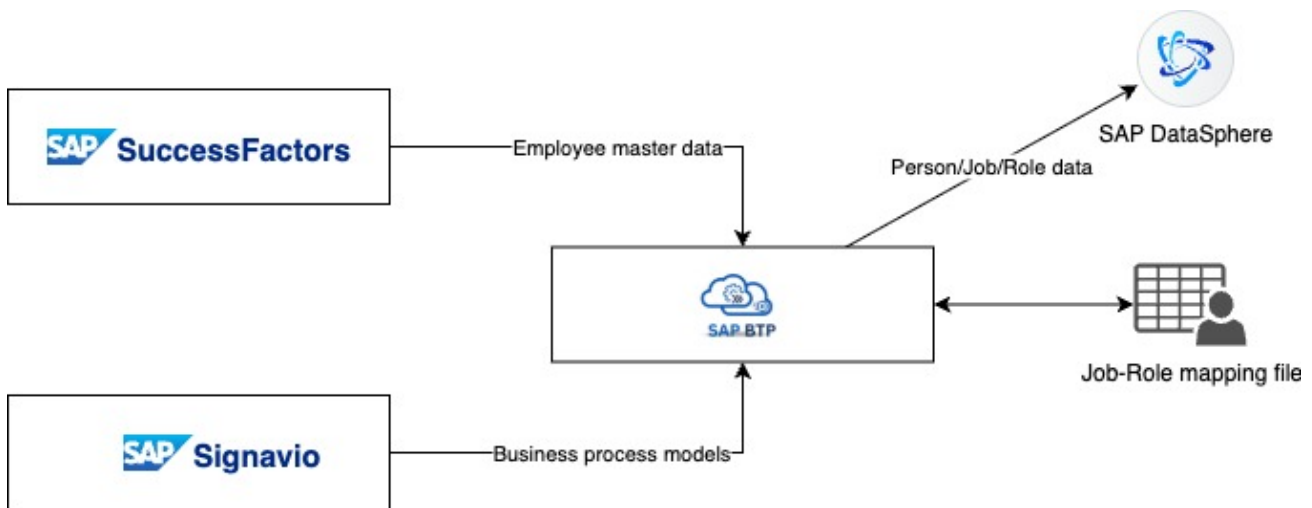 SAP DataSphere
SAP SuccessFactors
Employee master data
Person/Job/Role data
SAP BTP
Job-Role mapping file
SAP Signavio
Business process models